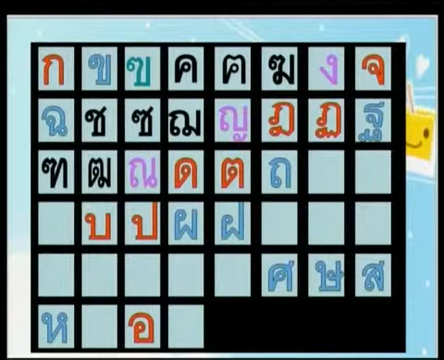 ก ข ฃ ค ฅ ฆ ง จ
ฉ ช ซ ฌ ญ ฎ ฏ ฐ
ฑ ฒ ณ ด ต ถ
บ ป ผ ฝ
ศ ษ ส
ห อ